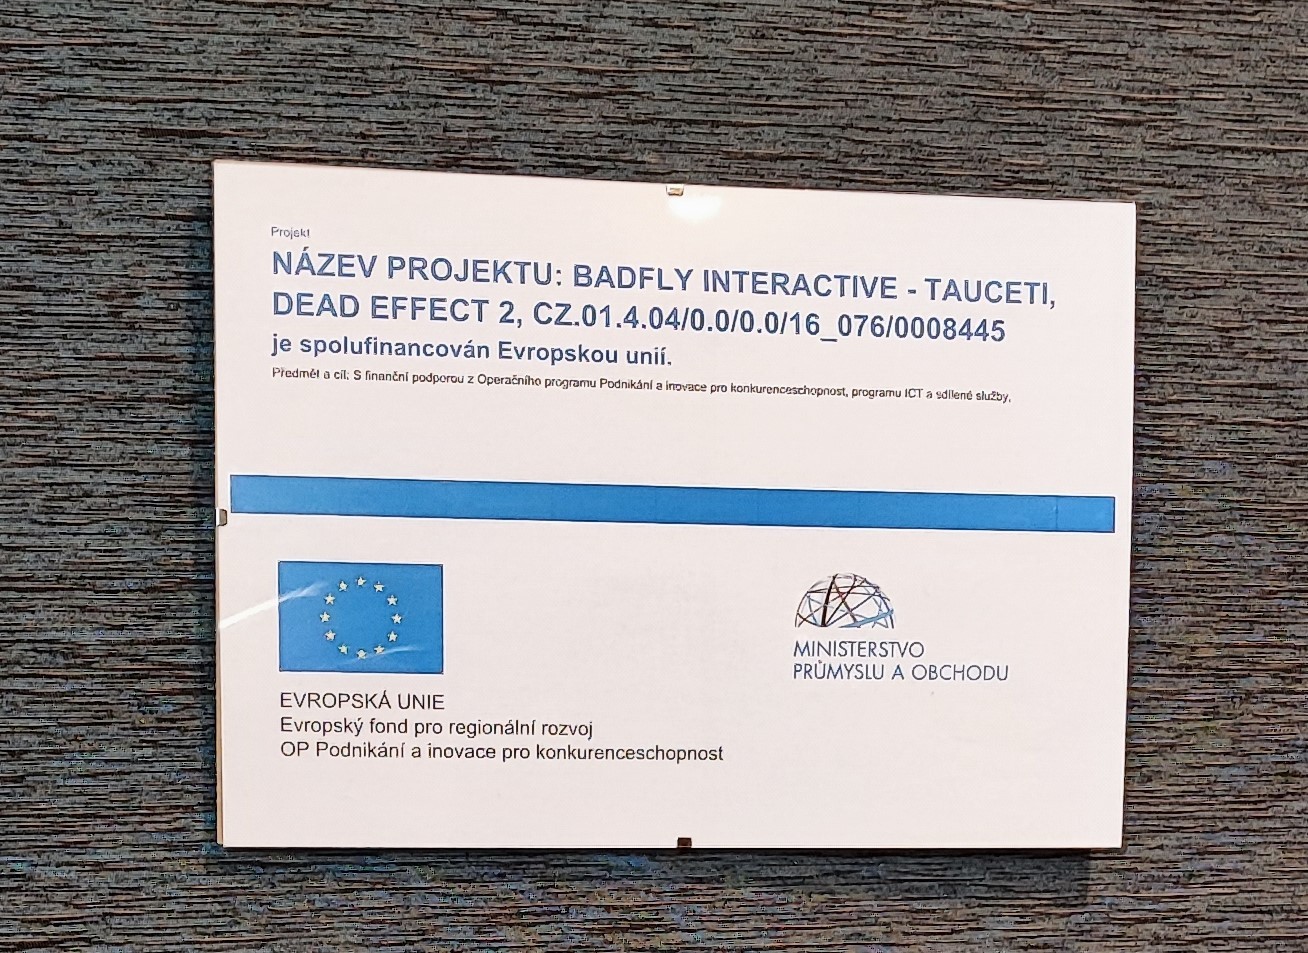 Projekt
NÁZEV PROJEKTU: BADFLY INTERACTIVE - TAUCETI,
DEAD EFFECT 2, CZ.01.4.04/0.0/0.0/16_076/0008445
je spolufinancován Evropskou unií.
Předmět a cíl: S finanční podporou z Operačního programu Podnikání a inovace pro konkurenceschopnost, programu ICT a sdílené služby,
EVROPSKÁ UNIE
Evropský fond pro regionální rozvoj
OP Podnikání a inovace pro konkurenceschopnost
MINISTERSTVO
PRŮMYSLU A OBCHODU